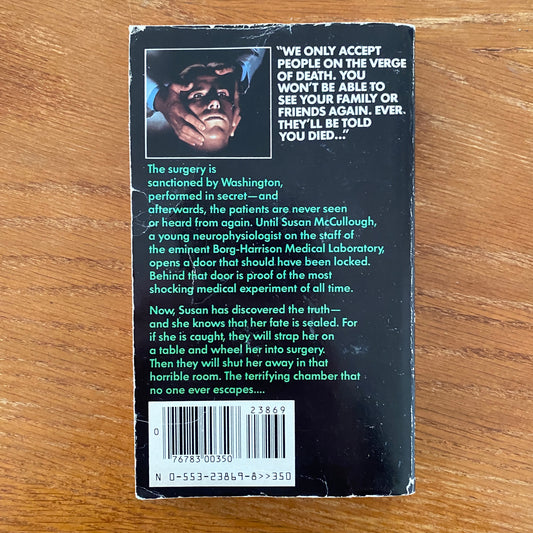 "WE ONLY ACCEPT
PEOPLE ON THE VERGE
OF DEATH. YOU
WON'T BE ABLE TO
SEE YOUR FAMILY OR
FRIENDS AGAIN. EVER.
THEY'LL BE TOLD
YOU DIED..."
The surgery is
sanctioned by Washington,
performed in secret—and
afterwards, the patients are never seen
or heard from again. Until Susan McCullough,
a young neurophysiologist on the staff of
the eminent Borg-Harrison Medical Laboratory,
opens a door that should have been locked.
Behind that door is proof of the most
shocking medical experiment of all time.
Now, Susan has discovered the truth—
and she knows that her fate is sealed. For
if she is caught, they will strap her on
a table and wheel her into surgery.
Then they will shut her away in that
horrible room. The terrifying chamber that
no one ever escapes....
23869
0
76783 00350
N 0-553-23869-8>>350